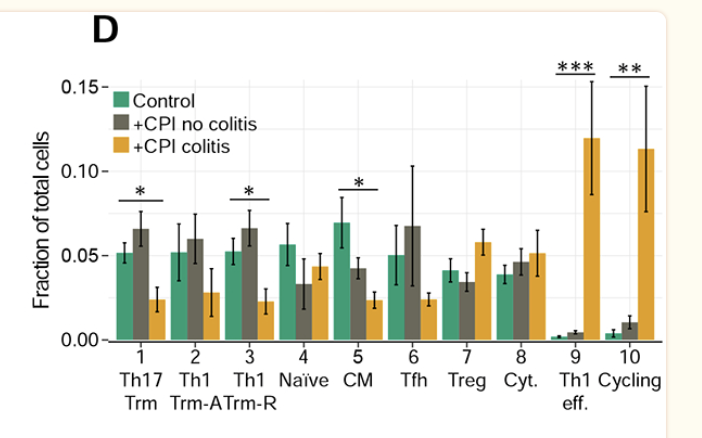 D
*** **
0.15
Control
+CPI no colitis
+CPI colitis
0.10
* * *
0.05
0.00
Fraction of total cells
1 2 3 4 5 6 7 8 9 10
Th17 Th1 Th1 Naïve CM Tfh Treg Cyt. Th1 Cycling
Trm Trm-A Trm-R eff.